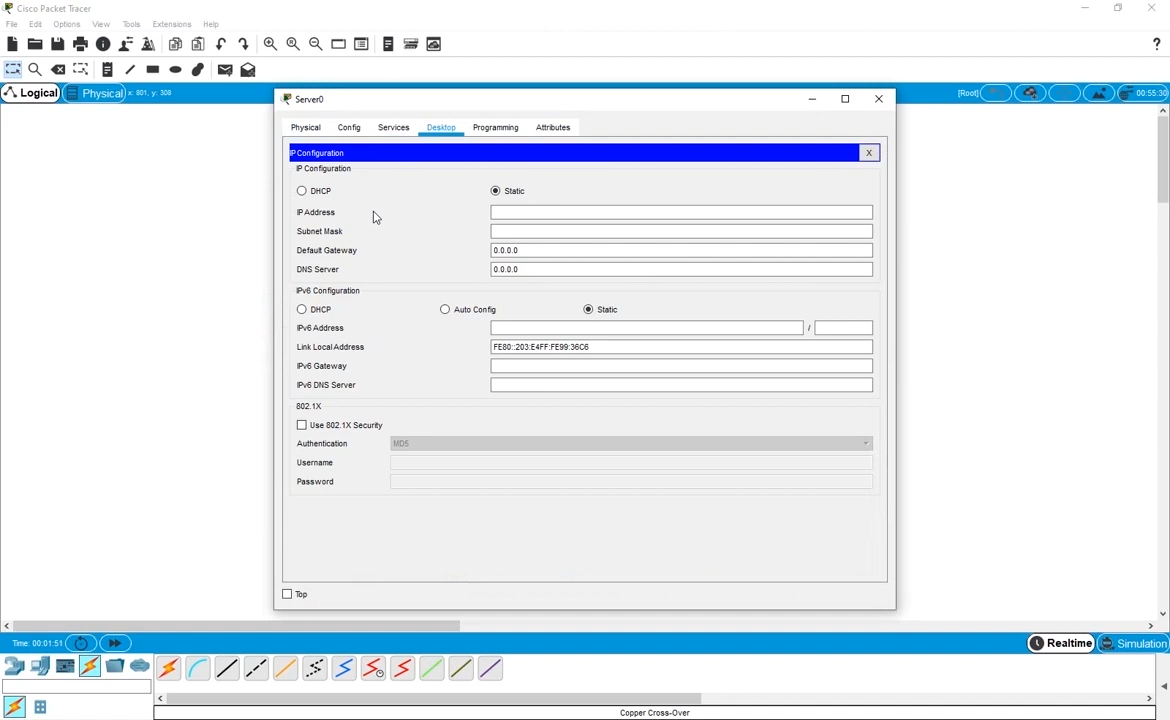 Cisco Packet Tracer
File Edit Options View Tools Extensions Help
?
Logical Physical x: 801, y: 308 [Root] 00:55:30
Server0
Physical Config Services Desktop Programming Attributes
IP Configuration X
IP Configuration
DHCP Static
IP Address
Subnet Mask
Default Gateway 0.0.0.0
DNS Server 0.0.0.0
IPv6 Configuration
DHCP Auto Config Static
IPv6 Address /
Link Local Address FE80::203:E4FF:FE99:36C6
IPv6 Gateway
IPv6 DNS Server
802.1X
Use 802.1X Security
Authentication MD5
Username
Password
Top
Time: 00:01:51 Realtime Simulation
Copper Cross-Over